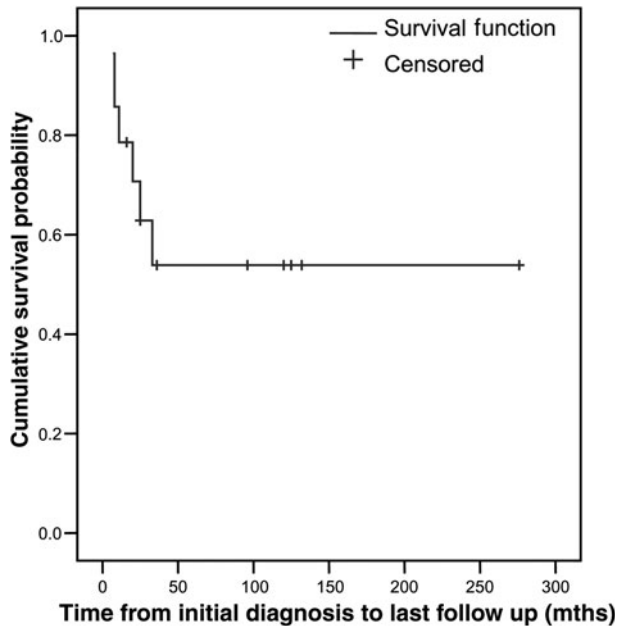 Survival function
Censored
Cumulative survival probability
1.0
0.8
0.6
0.4
0.2
0.0
0 50 100 150 200 250 300
Time from initial diagnosis to last follow up (mths)